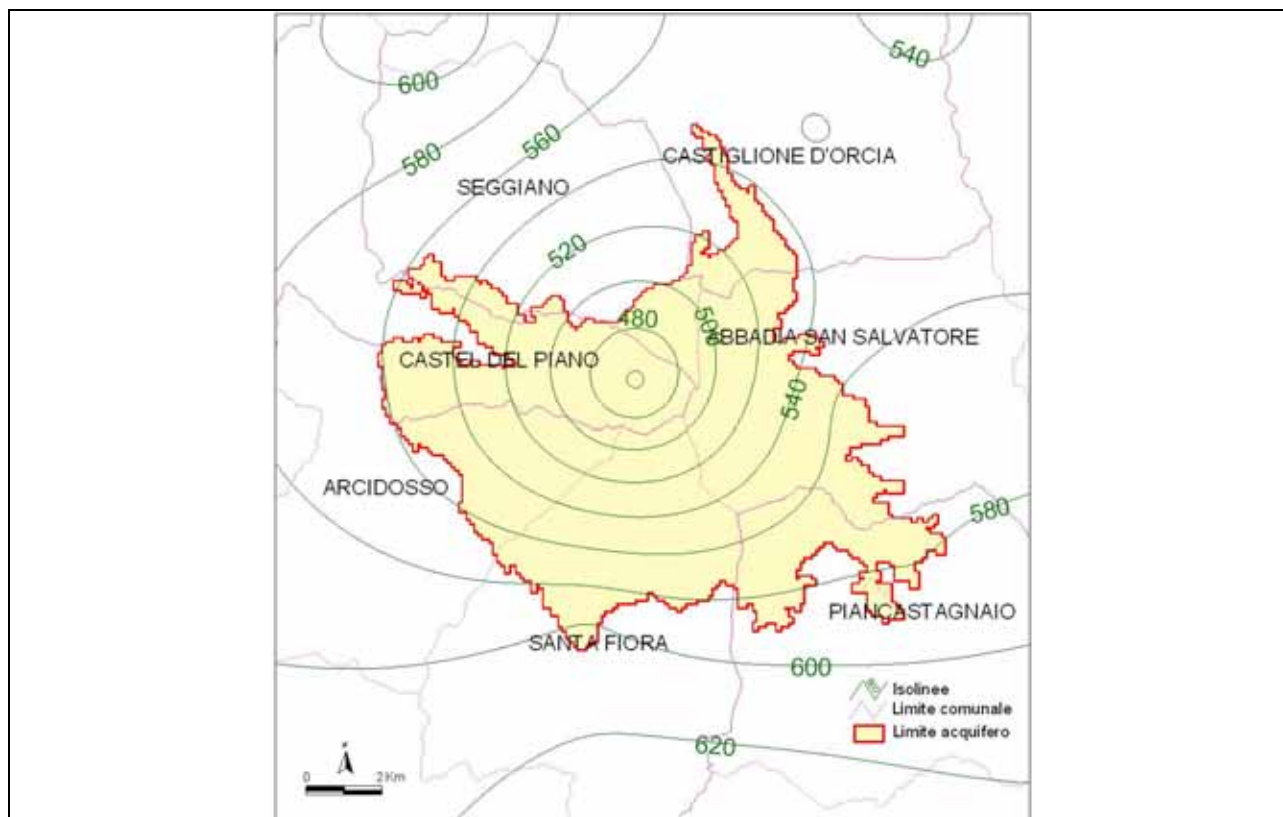 540
600
560
580
CASTIGLIONE D'ORCIA
SEGGIANO
520
480
500
ABBADIA SAN SALVATORE
CASTEL DEL PIANO
540
ARCIDOSSO
580
PIANCASTAGNAIO
SANTA FIORA
600
Isolinee
Limite comunale
Limite acquifero
620
0 2 Km